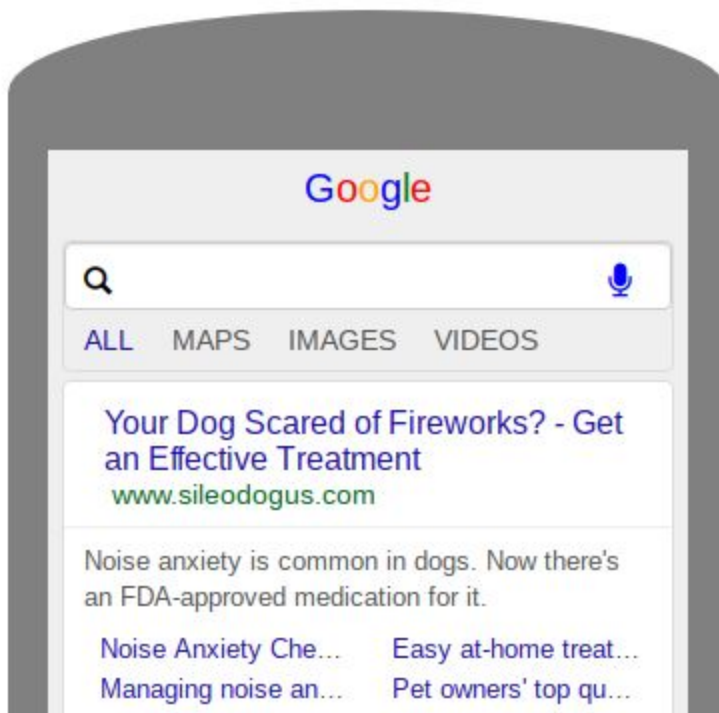 Google
ALL MAPS IMAGES VIDEOS
Your Dog Scared of Fireworks? - Get
an Effective Treatment
www.sileodogus.com
Noise anxiety is common in dogs. Now there's
an FDA-approved medication for it.
Noise Anxiety Che... Easy at-home treat...
Managing noise an... Pet owners' top qu...